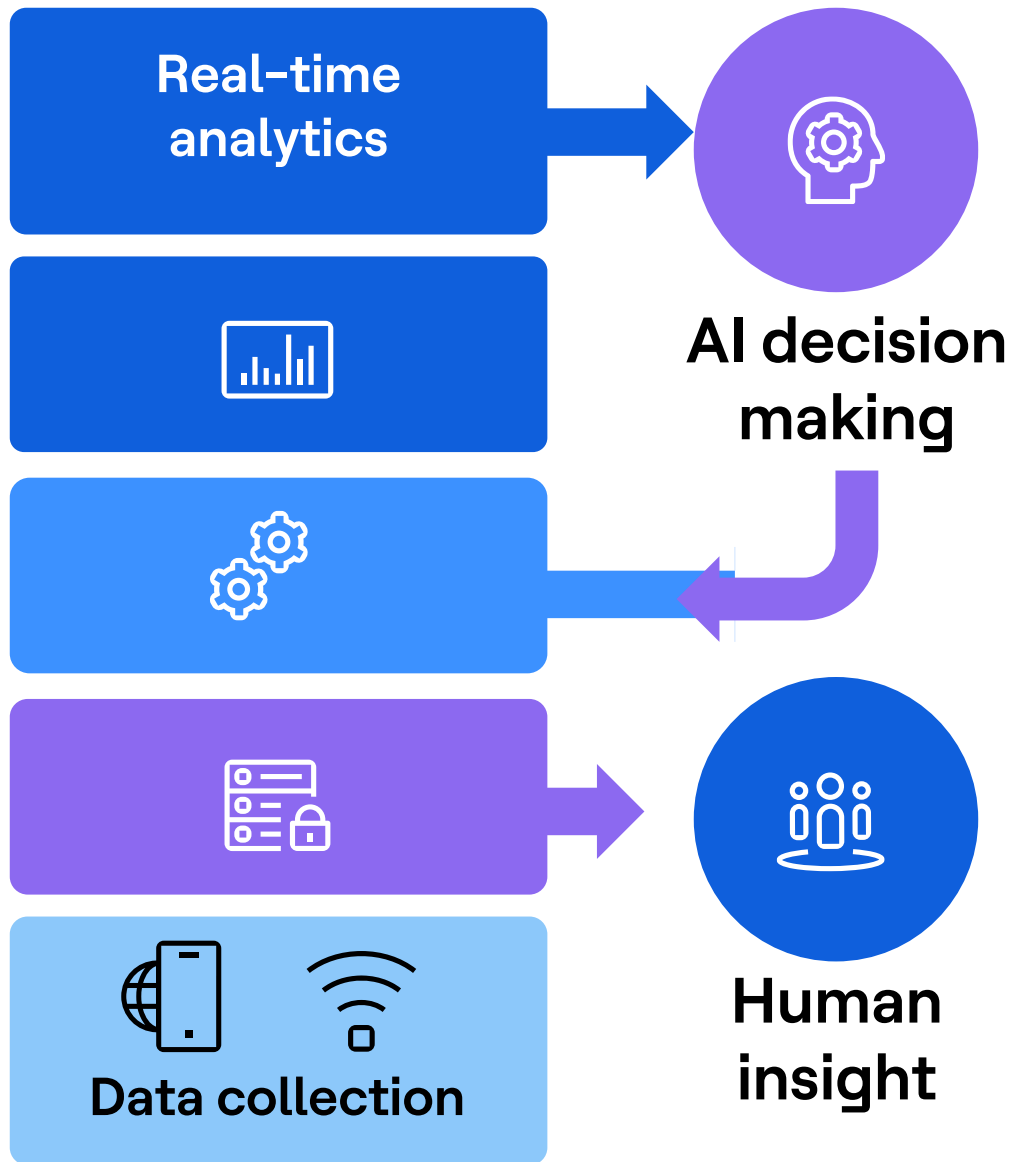 Real-time
analytics
AI decision
making
Data collection
Human
insight